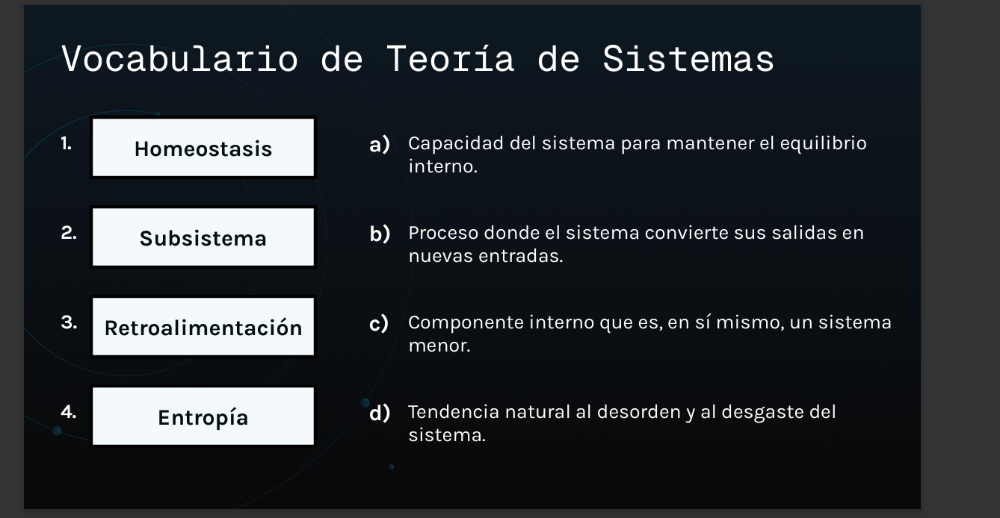 Vocabulario de Teoría de Sistemas
1. Homeostasis
a) Capacidad del sistema para mantener el equilibrio
interno.
2. Subsistema
b) Proceso donde el sistema convierte sus salidas en
nuevas entradas.
3. Retroalimentación
c) Componente interno que es, en sí mismo, un sistema
menor.
4. Entropía
d) Tendencia natural al desorden y al desgaste del
sistema.